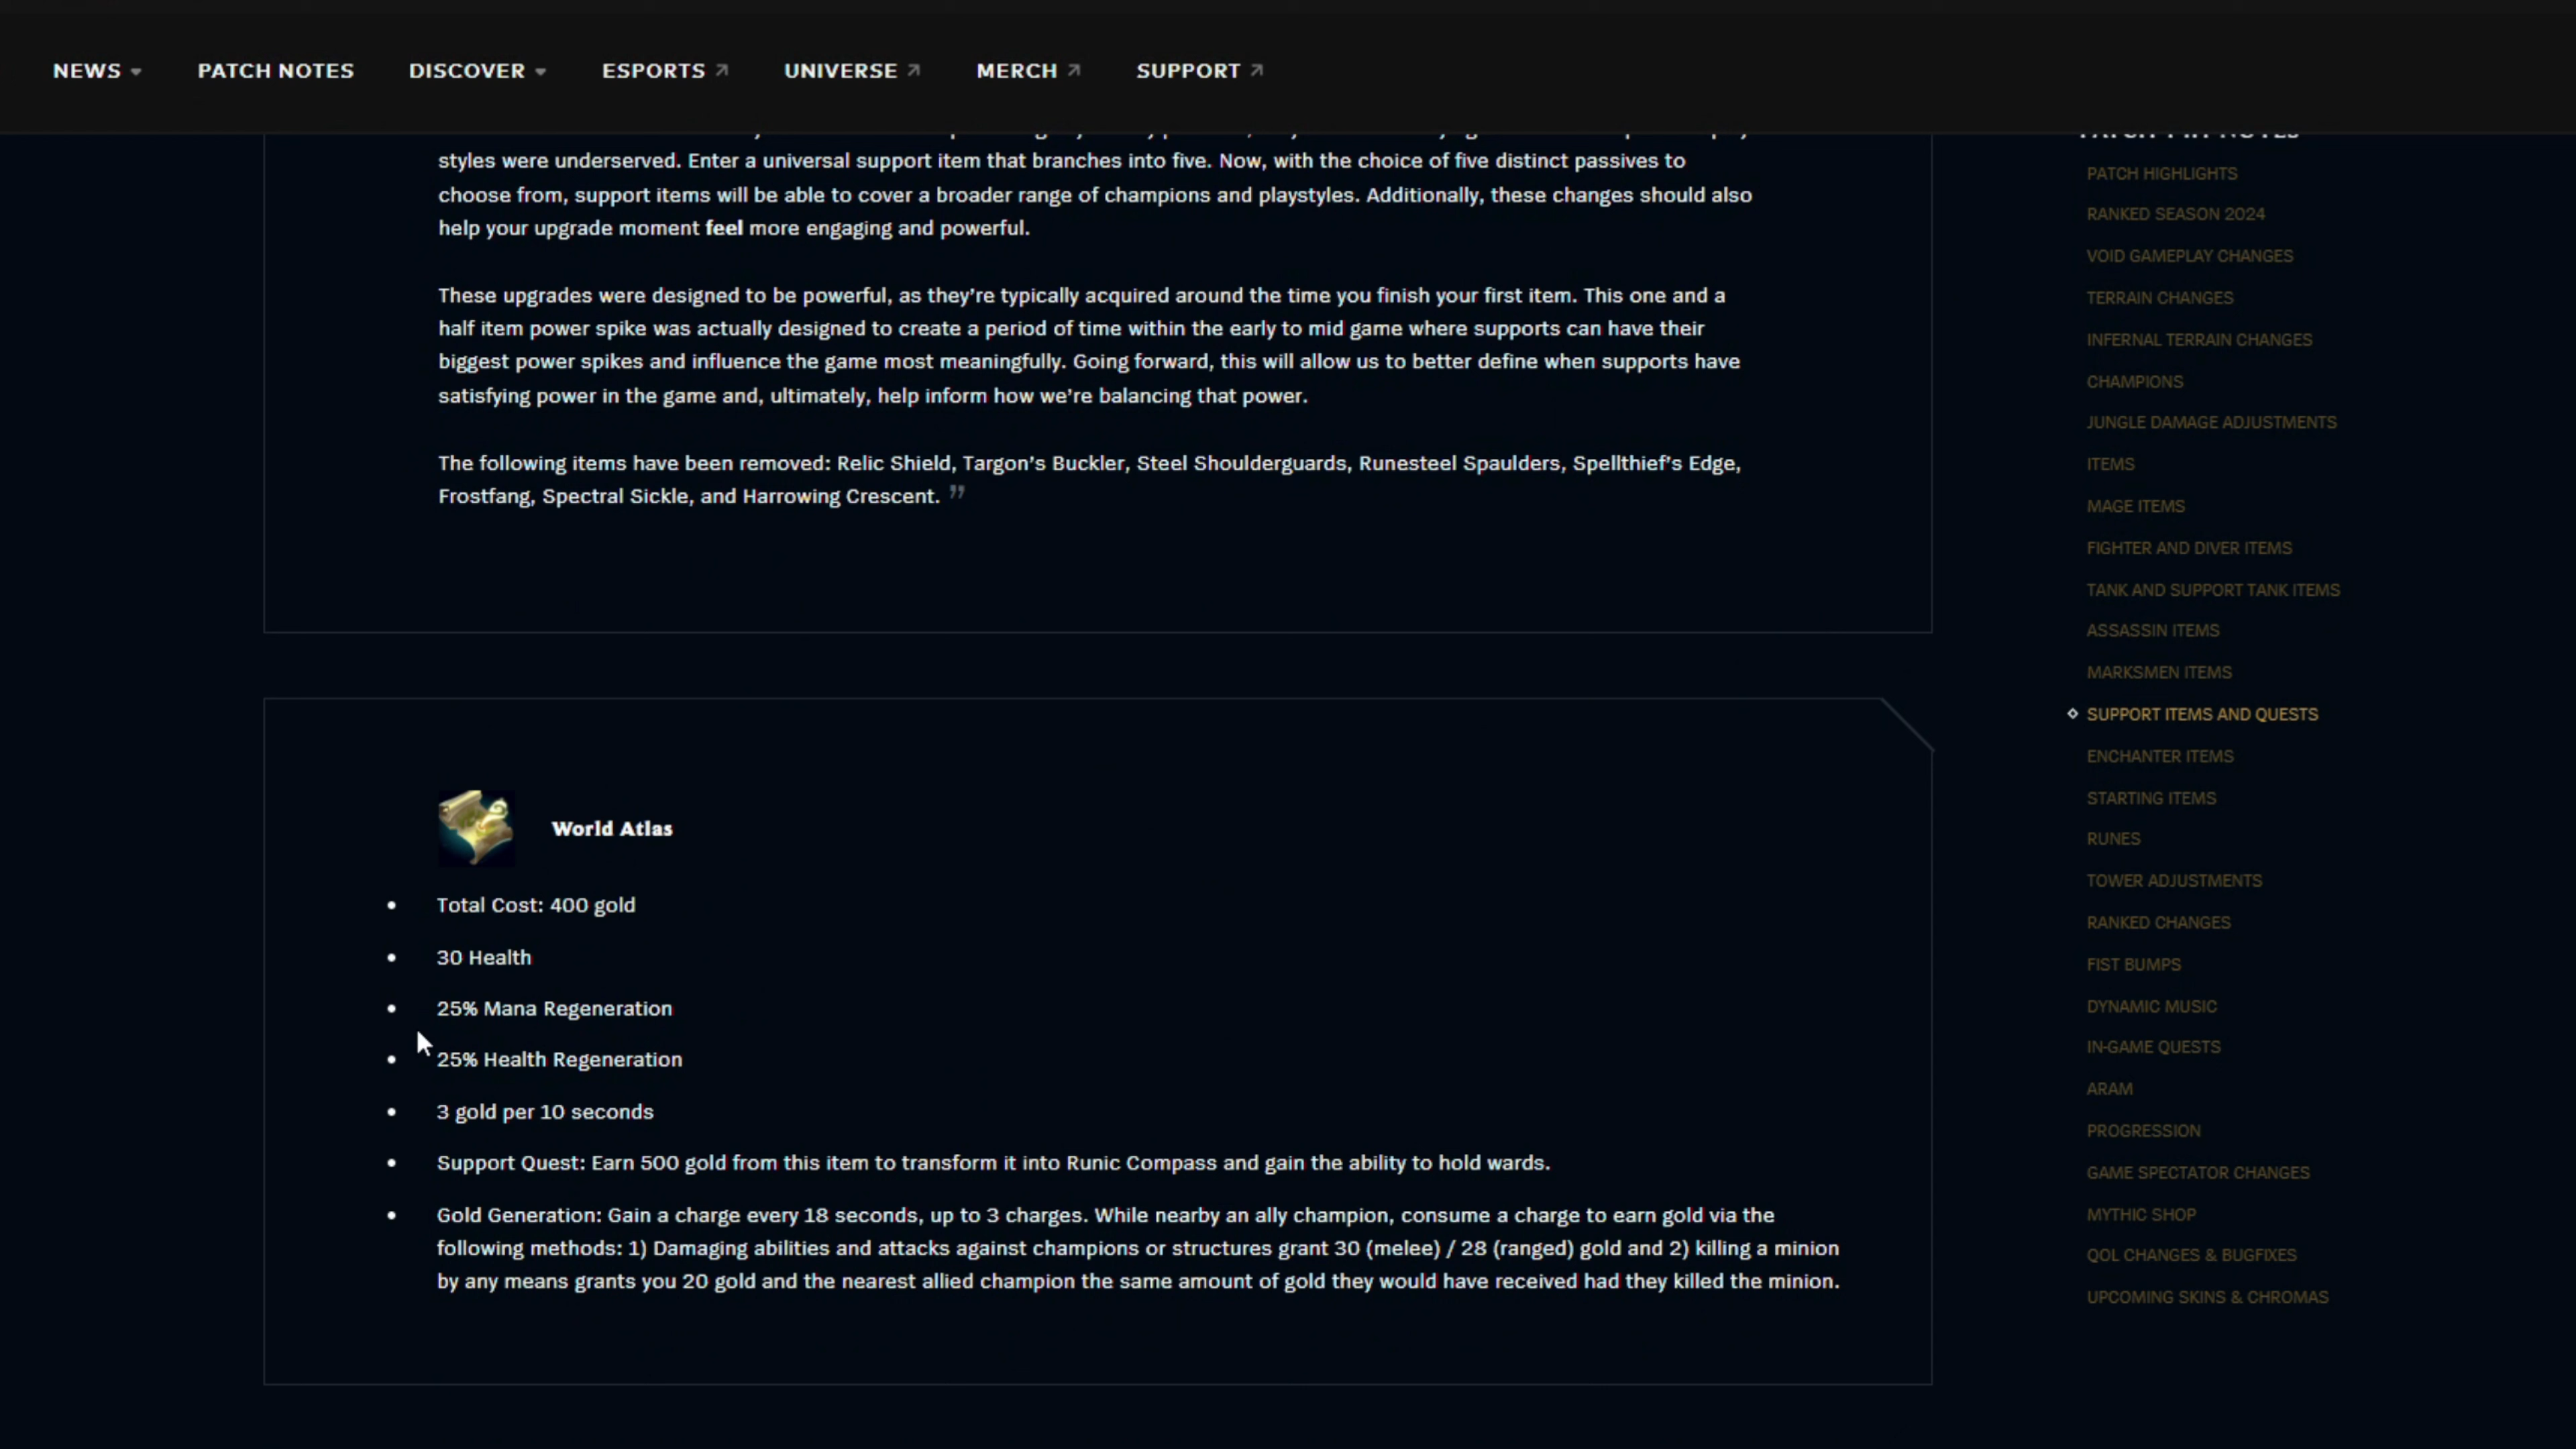 NEWS
PATCH NOTES
DISCOVER
ESPORTS
UNIVERSE
MERCH
SUPPORT
styles were underserved. Enter a universal support item that branches into five. Now, with the choice of five distinct passives to
choose from, support items will be able to cover a broader range of champions and playstyles. Additionally, these changes should also
help your upgrade moment feel more engaging and powerful.
These upgrades were designed to be powerful, as they're typically acquired around the time you finish your first item. This one and a
half item power spike was actually designed to create a period of time within the early to mid game where supports can have their
biggest power spikes and influence the game most meaningfully. Going forward, this will allow us to better define when supports have
satisfying power in the game and, ultimately, help inform how we're balancing that power.
The following items have been removed: Relic Shield, Targon's Buckler, Steel Shoulderguards, Runesteel Spaulders, Spellthief's Edge,
Frostfang, Spectral Sickle, and Harrowing Crescent. ”
World Atlas
• Total Cost: 400 gold
• 30 Health
• 25% Mana Regeneration
• 25% Health Regeneration
• 3 gold per 10 seconds
• Support Quest: Earn 500 gold from this item to transform it into Runic Compass and gain the ability to hold wards.
• Gold Generation: Gain a charge every 18 seconds, up to 3 charges. While nearby an ally champion, consume a charge to earn gold via the
following methods: 1) Damaging abilities and attacks against champions or structures grant 30 (melee) / 28 (ranged) gold and 2) killing a minion
by any means grants you 20 gold and the nearest allied champion the same amount of gold they would have received had they killed the minion.
PATCH HIGHLIGHTS
RANKED SEASON 2024
VOID GAMEPLAY CHANGES
TERRAIN CHANGES
INFERNAL TERRAIN CHANGES
CHAMPIONS
JUNGLE DAMAGE ADJUSTMENTS
ITEMS
MAGE ITEMS
FIGHTER AND DIVER ITEMS
TANK AND SUPPORT TANK ITEMS
ASSASSIN ITEMS
MARKSMEN ITEMS
SUPPORT ITEMS AND QUESTS
ENCHANTER ITEMS
STARTING ITEMS
RUNES
TOWER ADJUSTMENTS
RANKED CHANGES
FIST BUMPS
DYNAMIC MUSIC
IN-GAME QUESTS
ARAM
PROGRESSION
GAME SPECTATOR CHANGES
MYTHIC SHOP
QOL CHANGES & BUGFIXES
UPCOMING SKINS & CHROMAS